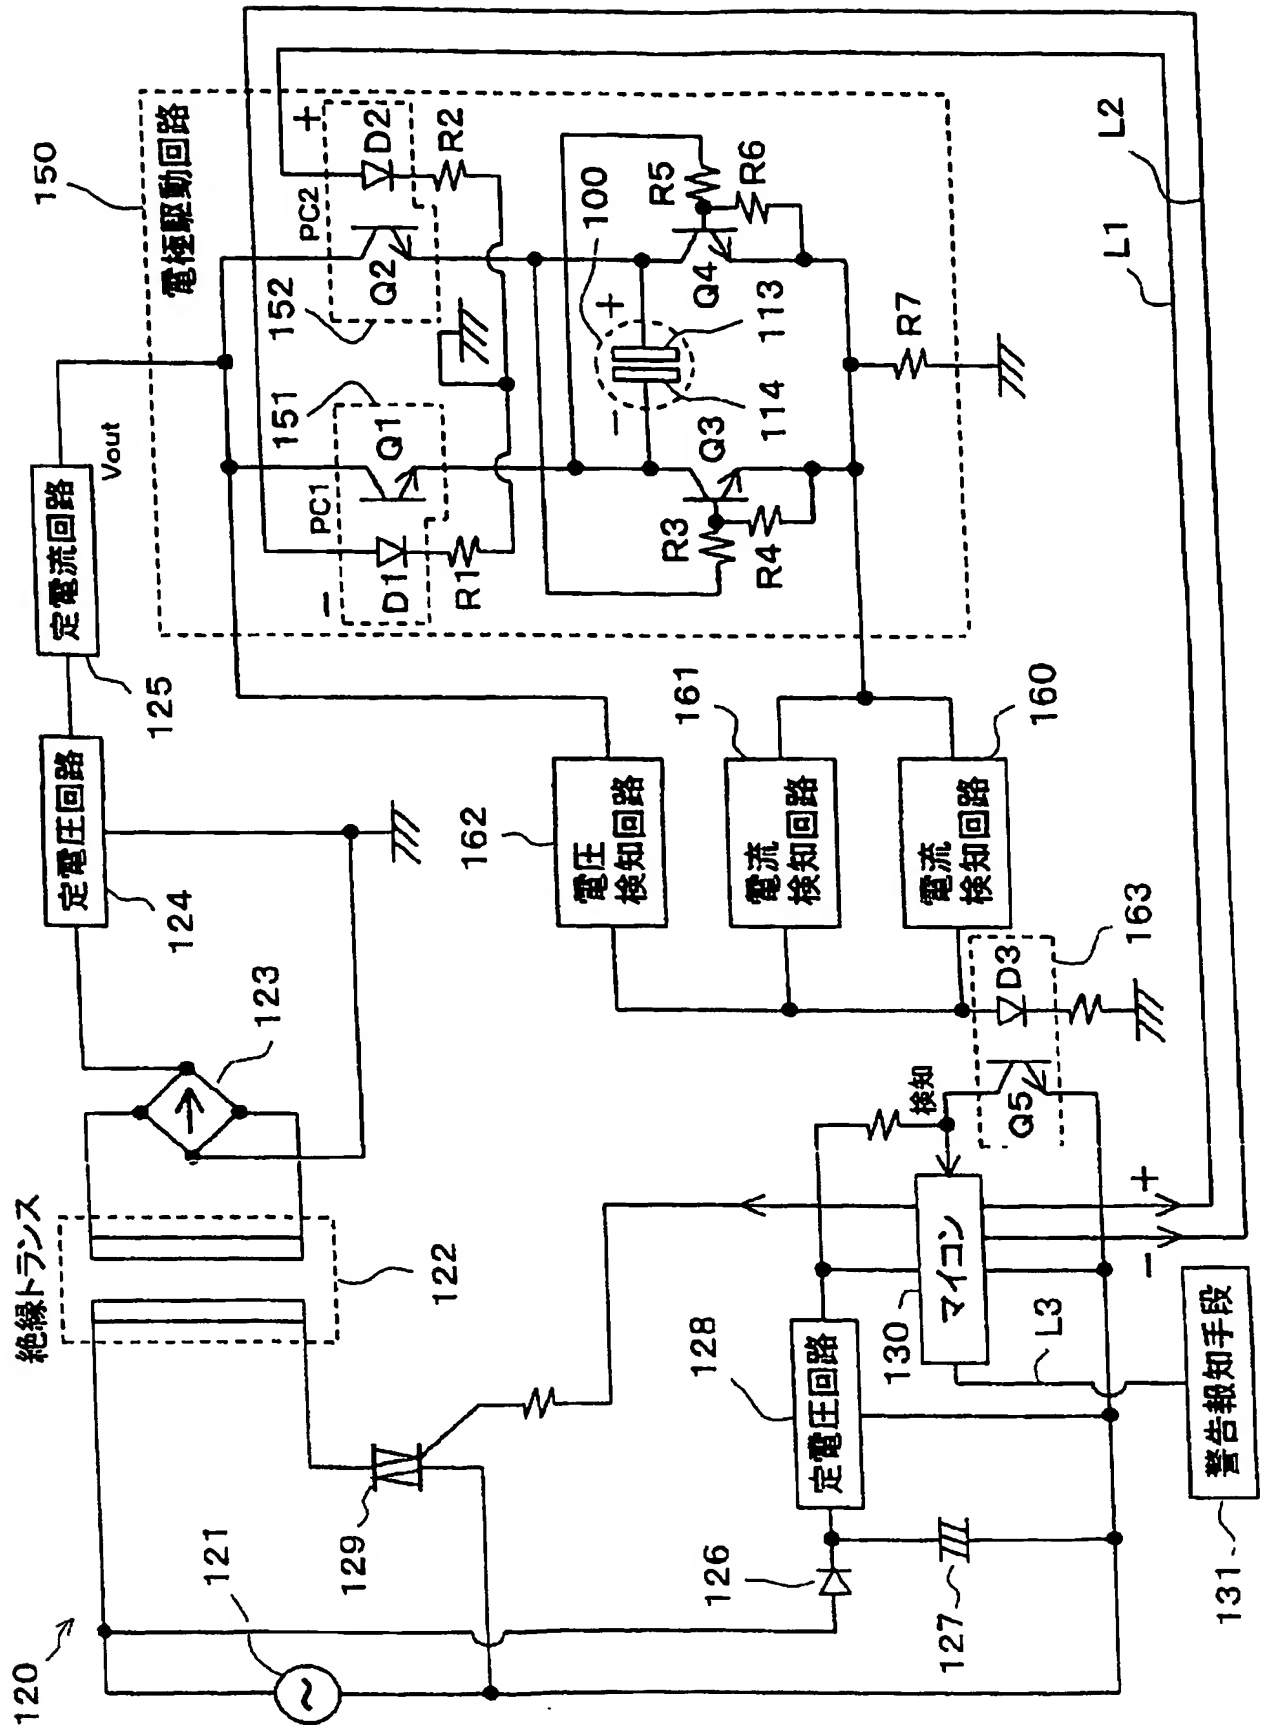 120
121
絶縁トランス
122
123
129
定電圧回路
124
定電流回路
125
Vout
150
電極駆動回路
PC1
D1
−
Q1
R1
151
152
PC2
Q2
+
D2
R2
100
+
−
113
114
Q3
R3
R4
Q4
R5
R6
R7
L1
L2
電圧
検知回路
162
電流
検知回路
161
電流
検知回路
160
163
D3
Q5
検知
126
127
定電圧回路
128
マイコン
130
+
−
L3
警告報知手段
131